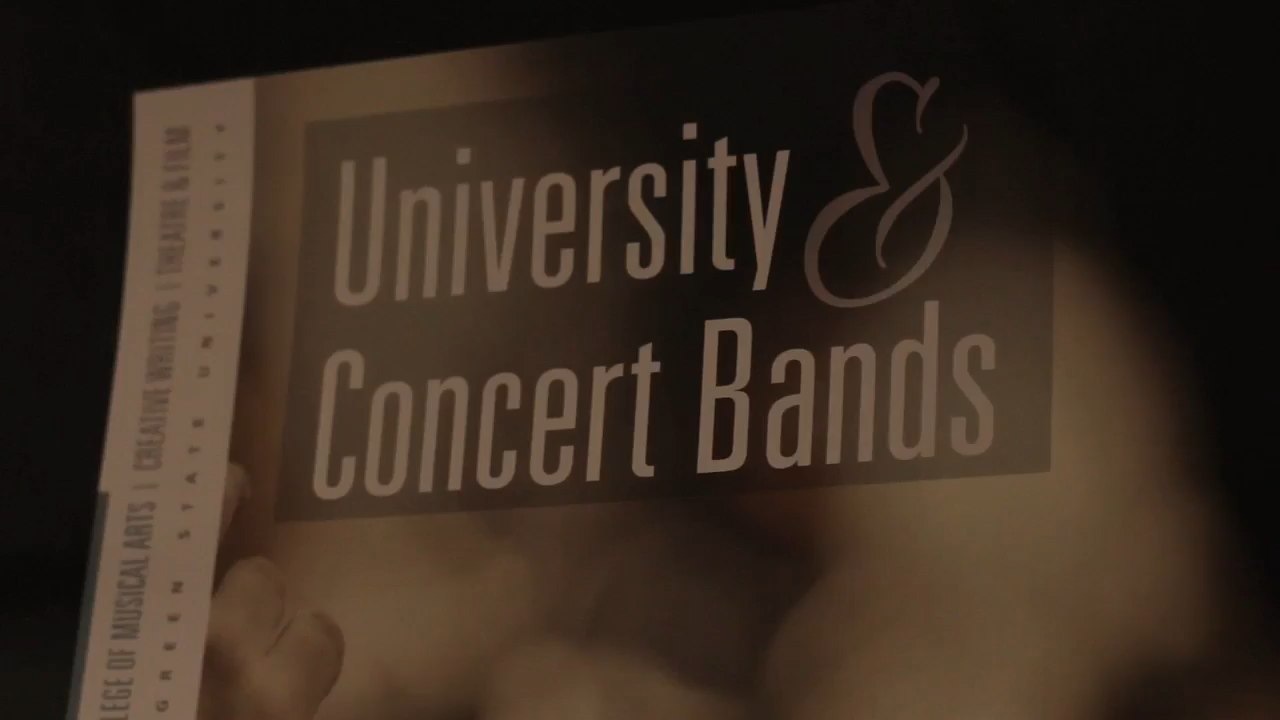 University &
Concert Bands
LEGE OF MUSICAL ARTS | CREATIVE WRITING | THEATRE & FILM
GREEN STATE UNIVERSITY